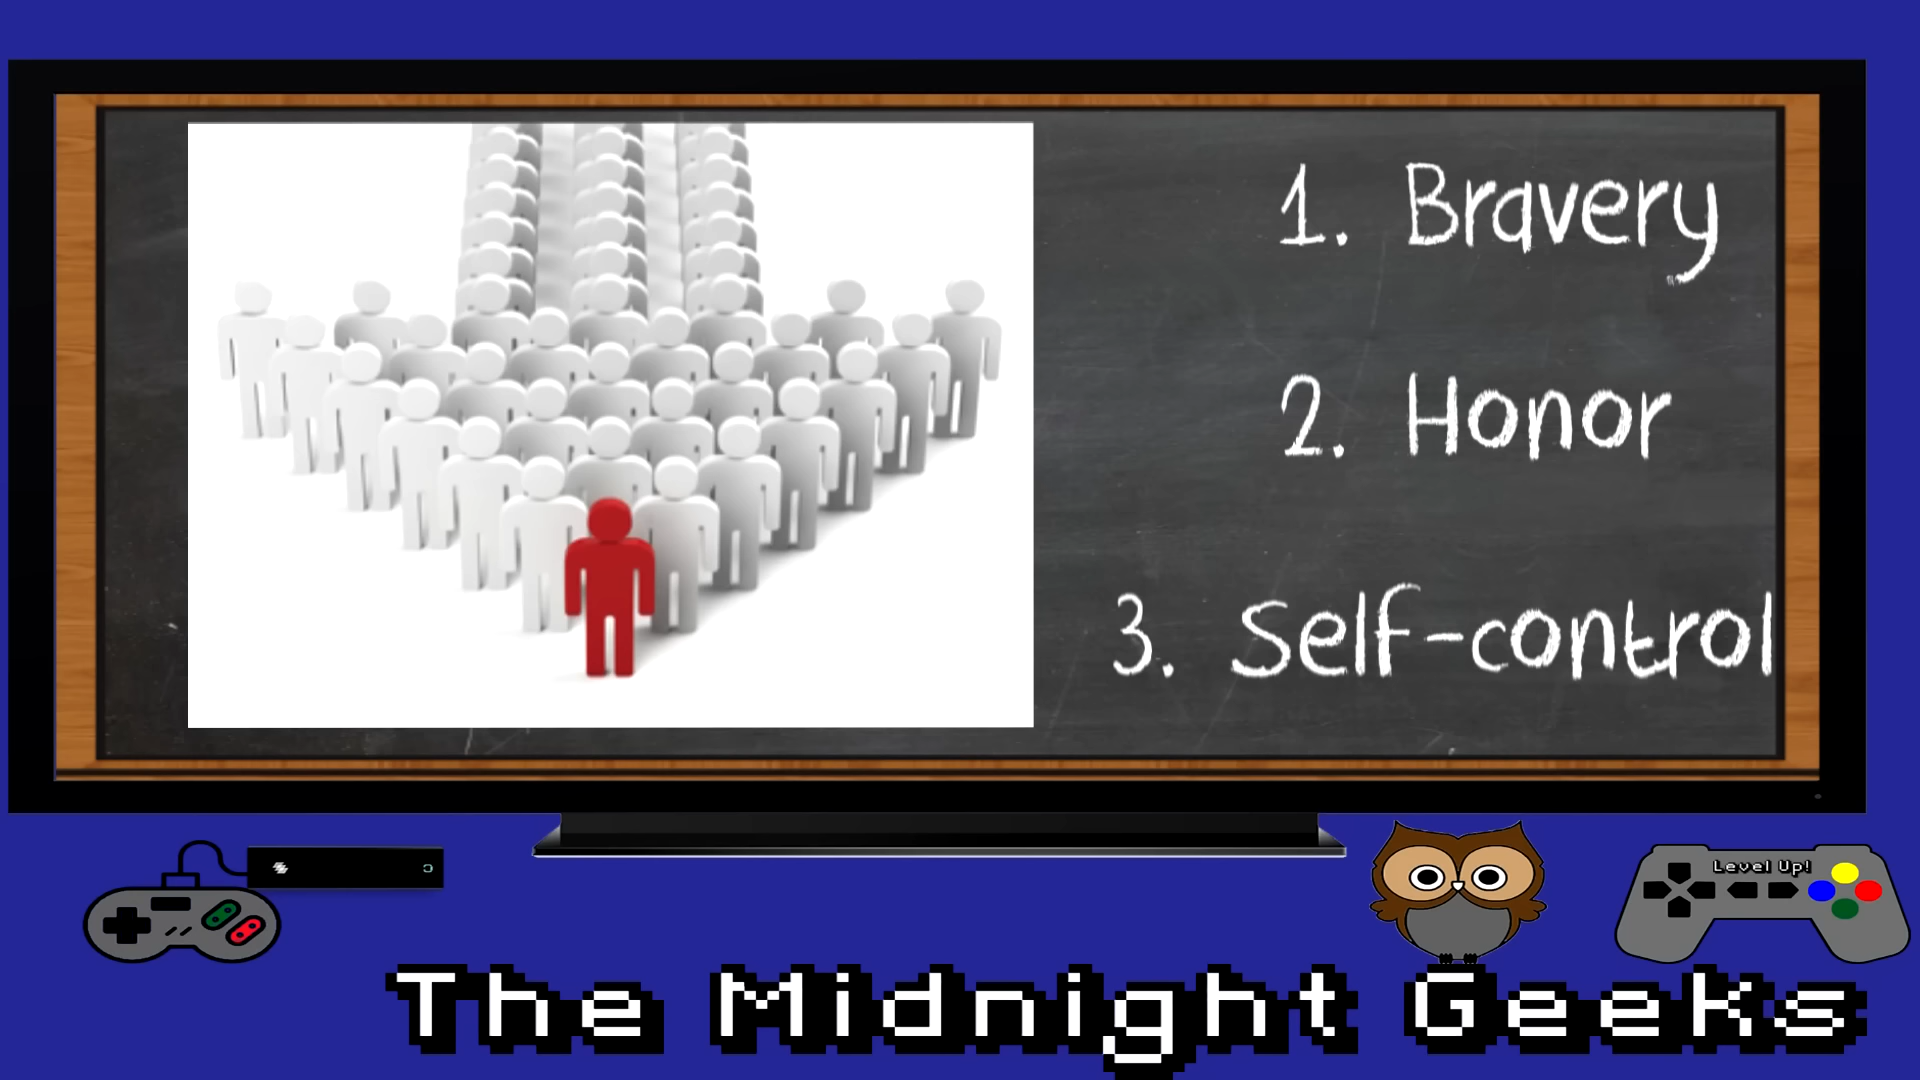 1. Bravery
2. Honor
3. Self-control
Level Up!
The Midnight Geeks